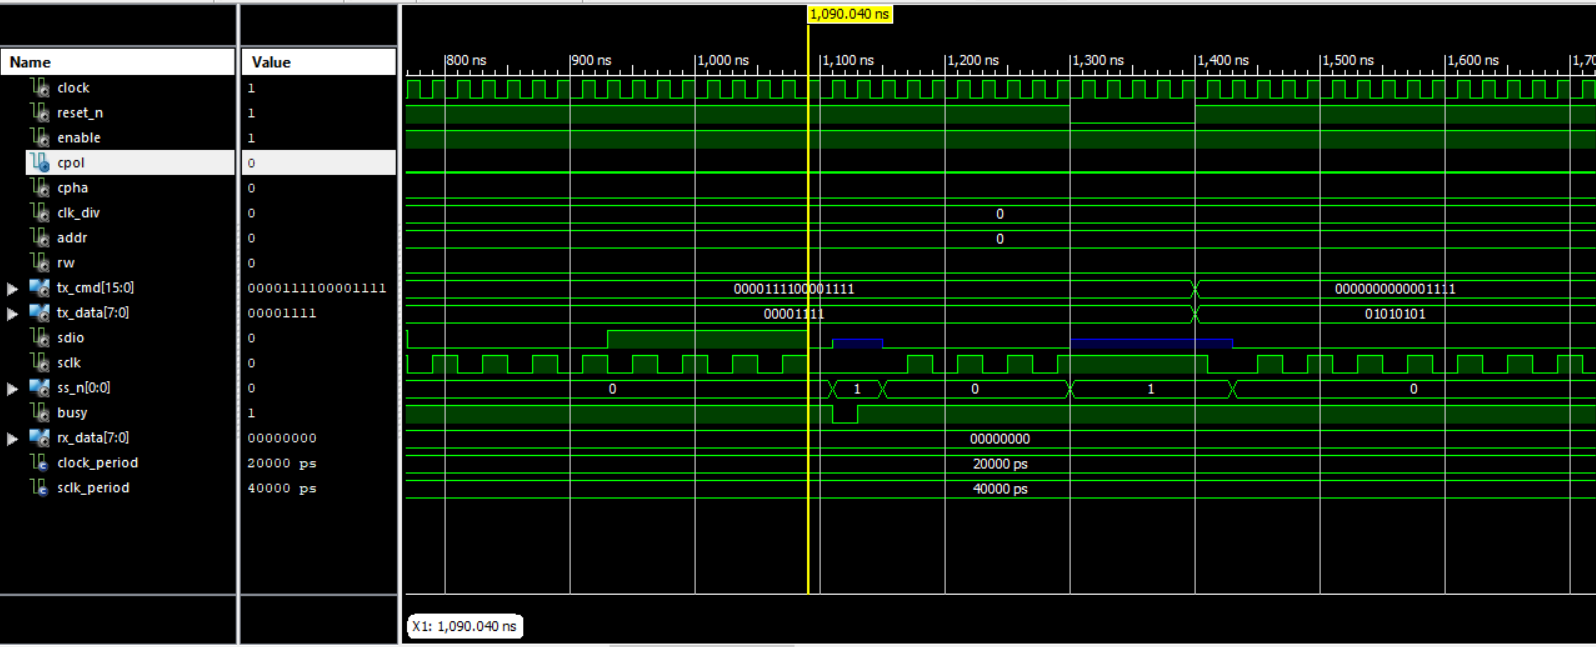 1,090.040 ns
Name Value 800 ns 900 ns 1,000 ns 1,100 ns 1,200 ns 1,300 ns 1,400 ns 1,500 ns 1,600 ns 1,70
clock 1
reset_n 1
enable 1
cpol 0
cpha 0
clk_div 0 0
addr 0 0
rw 0
tx_cmd[15:0] 0000111100001111 0000111100001111 0000000000001111
tx_data[7:0] 00001111 00001111 01010101
sdio 0
sclk 0
ss_n[0:0] 0 0 1 0 1 0
busy 1
rx_data[7:0] 00000000 00000000
clock_period 20000 ps 20000 ps
sclk_period 40000 ps 40000 ps
X1: 1,090.040 ns